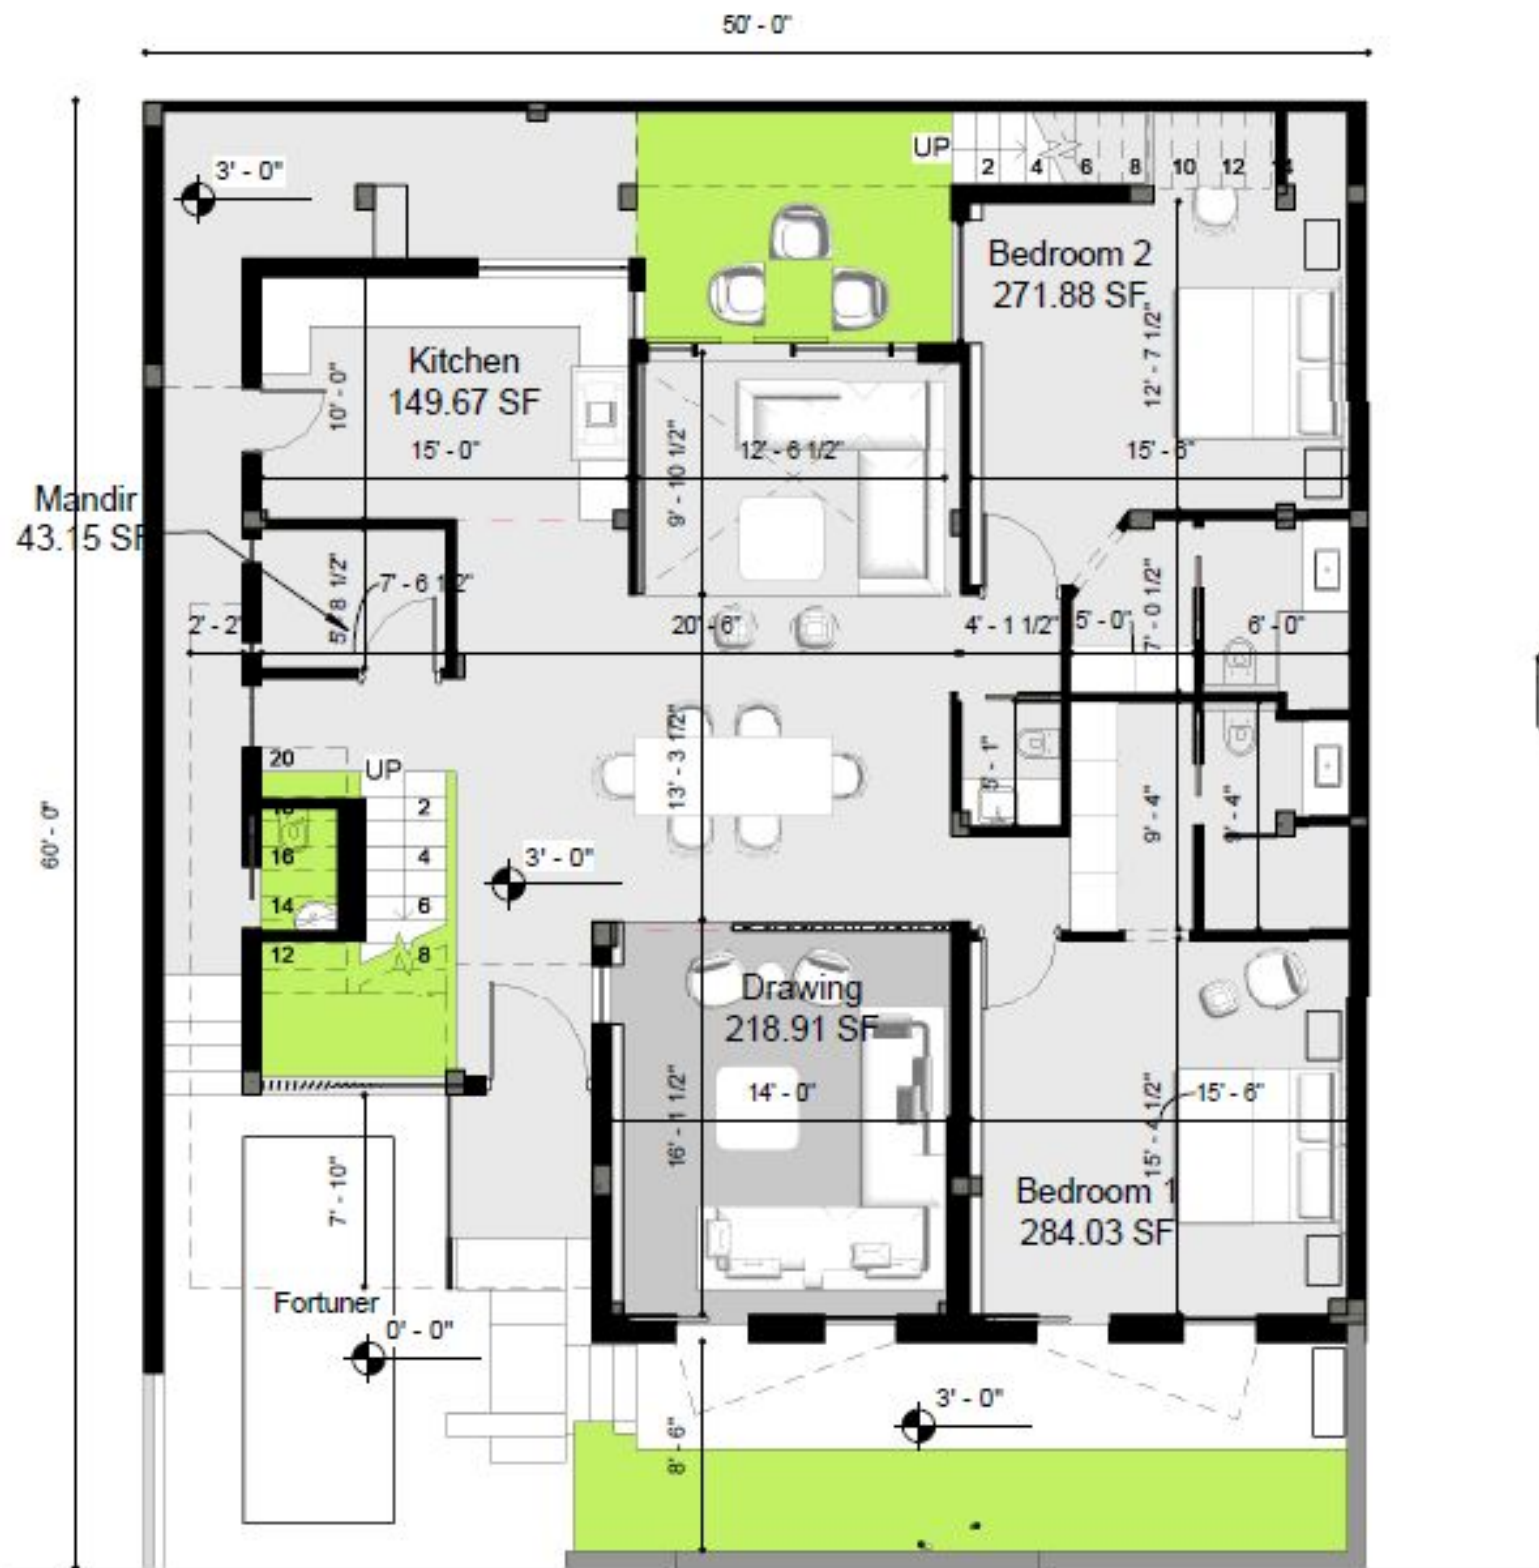 50' - 0"
3' - 0"
UP
2 4 6 8 10 12 14
Bedroom 2
271.88 SF
12' - 7 1/2"
15' - 6"
Kitchen
149.67 SF
10' - 0"
15' - 0"
9' - 10 1/2"
12' - 6 1/2"
Mandir
43.15 SF
5' - 8 1/2"
7' - 6 1/2"
2' - 2"
20' - 6"
4' - 1 1/2"
5' - 0"
7' - 0 1/2"
6' - 0"
13' - 3 1/2"
9' - 4"
9' - 4"
20
UP
18
2
16
4
14
6
12
8
60' - 0"
3' - 0"
Drawing
218.91 SF
14' - 0"
16' - 1 1/2"
15' - 4 1/2"
15' - 6"
Bedroom 1
284.03 SF
7' - 10"
Fortuner
0' - 0"
3' - 0"
8' - 6"